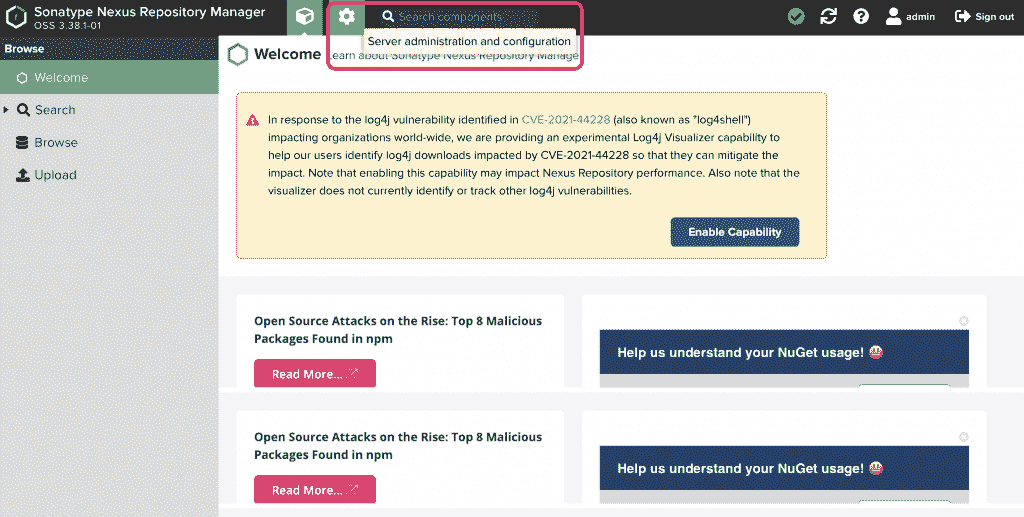 Sonatype Nexus Repository Manager
OSS 3.38.1-01
Search components
admin
Sign out
Server administration and configuration
Browse
Welcome
Learn about Sonatype Nexus Repository Manage
Welcome
Search
Browse
Upload
In response to the log4j vulnerability identified in CVE-2021-44228 (also known as "log4shell")
impacting organizations world-wide, we are providing an experimental Log4j Visualizer capability to
help our users identify log4j downloads impacted by CVE-2021-44228 so that they can mitigate the
impact. Note that enabling this capability may impact Nexus Repository performance. Also note that the
visualizer does not currently identify or track other log4j vulnerabilities.
Enable Capability
Open Source Attacks on the Rise: Top 8 Malicious
Packages Found in npm
Read More...
Help us understand your NuGet usage!
Open Source Attacks on the Rise: Top 8 Malicious
Packages Found in npm
Read More...
Help us understand your NuGet usage!